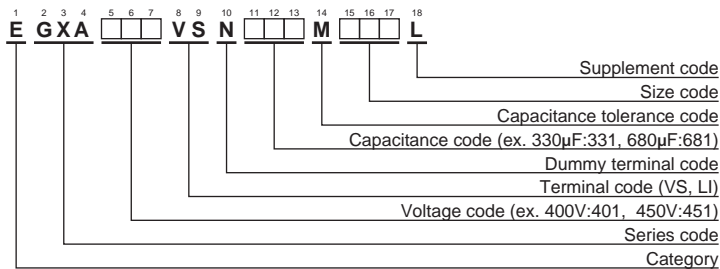 1 2 3 4 5 6 7 8 9 10 11 12 13 14 15 16 17 18
E GXA □□□ VS N □□□ M □□□ L
Supplement code
Size code
Capacitance tolerance code
Capacitance code (ex. 330µF:331, 680µF:681)
Dummy terminal code
Terminal code (VS, LI)
Voltage code (ex. 400V:401, 450V:451)
Series code
Category